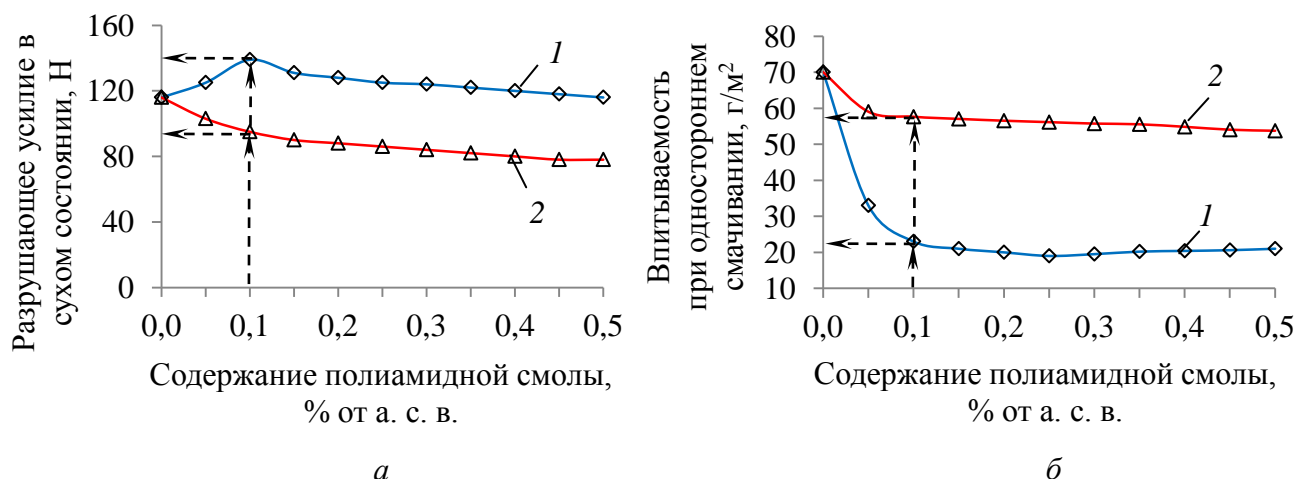 Разрушающее усилие в
сухом состоянии, Н
160
120
80
40
0
0,0 0,1 0,2 0,3 0,4 0,5
1
2
Содержание полиамидной смолы,
% от а. с. в.
а
Впитываемость
при одностороннем
смачивании, г/м²
80
70
60
50
40
30
20
10
0,0 0,1 0,2 0,3 0,4 0,5
2
1
Содержание полиамидной смолы,
% от а. с. в.
б